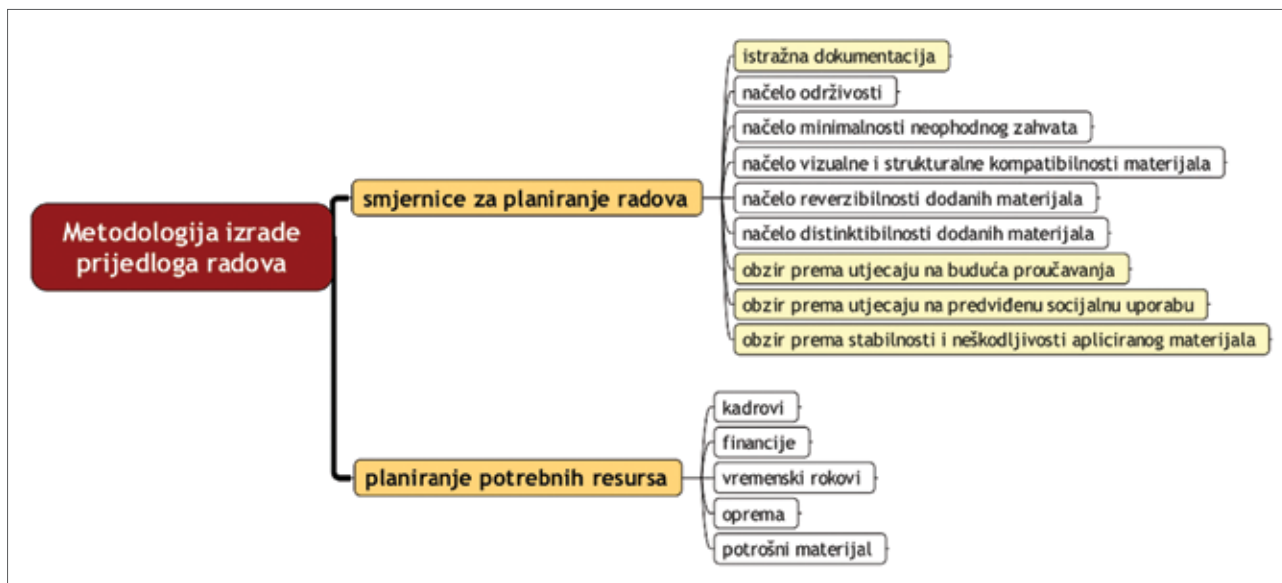 Metodologija izrade
prijedloga radova
smjernice za planiranje radova
istražna dokumentacija
načelo održivosti
načelo minimalnosti neophodnog zahvata
načelo vizualne i strukturalne kompatibilnosti materijala
načelo reverzibilnosti dodanih materijala
načelo distinktibilnosti dodanih materijala
obzir prema utjecaju na buduća proučavanja
obzir prema utjecaju na predviđenu socijalnu uporabu
obzir prema stabilnosti i neškodljivosti apliciranog materijala
planiranje potrebnih resursa
kadrovi
financije
vremenski rokovi
oprema
potrošni materijal